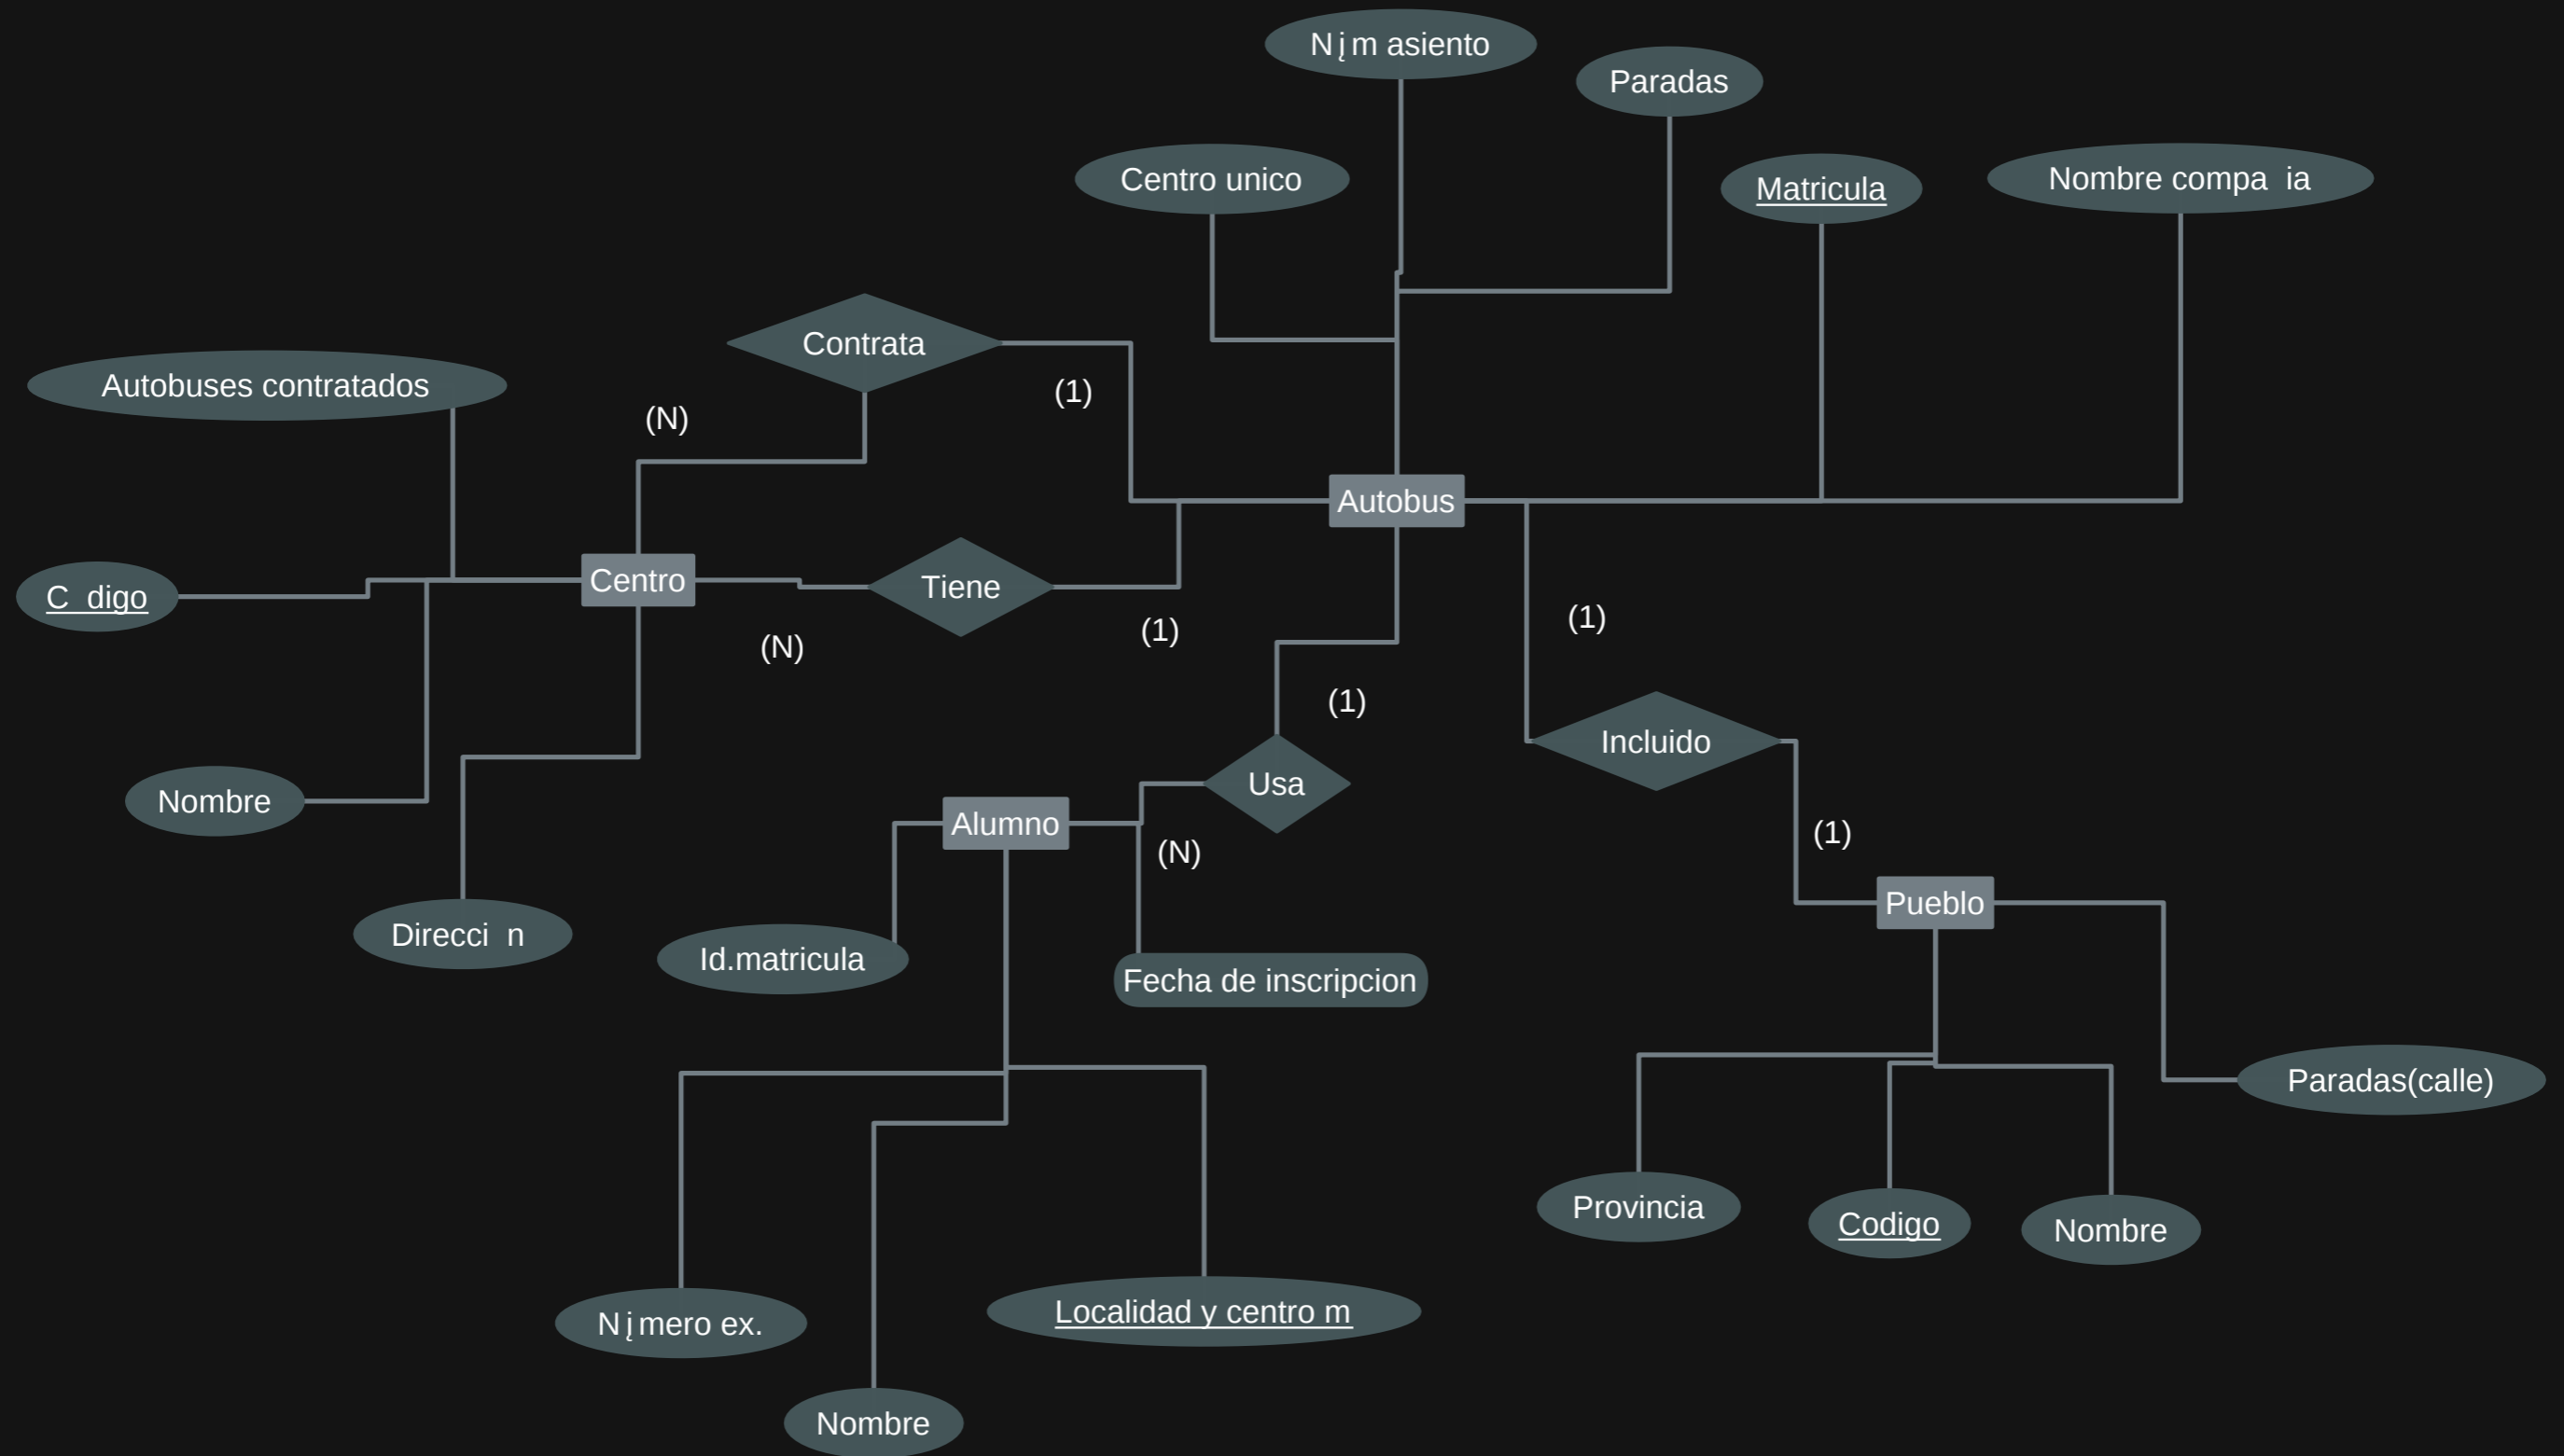 N¡m asiento
Paradas
Centro unico
Matricula
Nombre compa ia
Contrata
Autobuses contratados
(1)
(N)
Autobus
Centro
Tiene
C digo
(1)
(1)
(N)
(1)
Incluido
Usa
Nombre
Alumno
(1)
(N)
Pueblo
Direcci n
Id.matricula
Fecha de inscripcion
Paradas(calle)
Provincia
Codigo
Nombre
Localidad y centro m
N¡mero ex.
Nombre